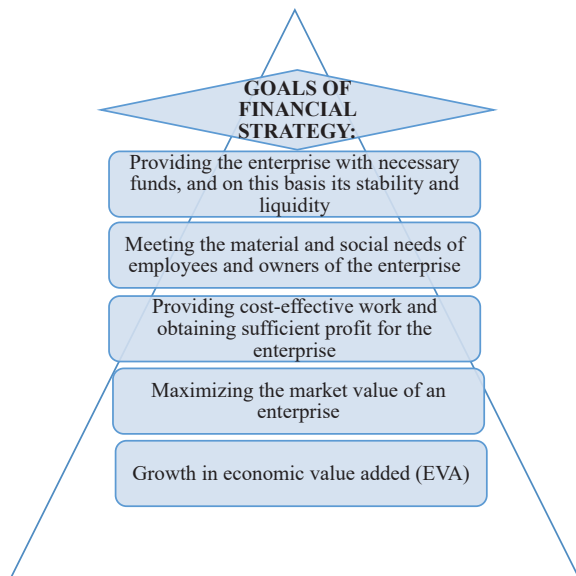 GOALS OF
FINANCIAL
STRATEGY:
Providing the enterprise with necessary
funds, and on this basis its stability and
liquidity
Meeting the material and social needs of
employees and owners of the enterprise
Providing cost-effective work and
obtaining sufficient profit for the
enterprise
Maximizing the market value of an
enterprise
Growth in economic value added (EVA)